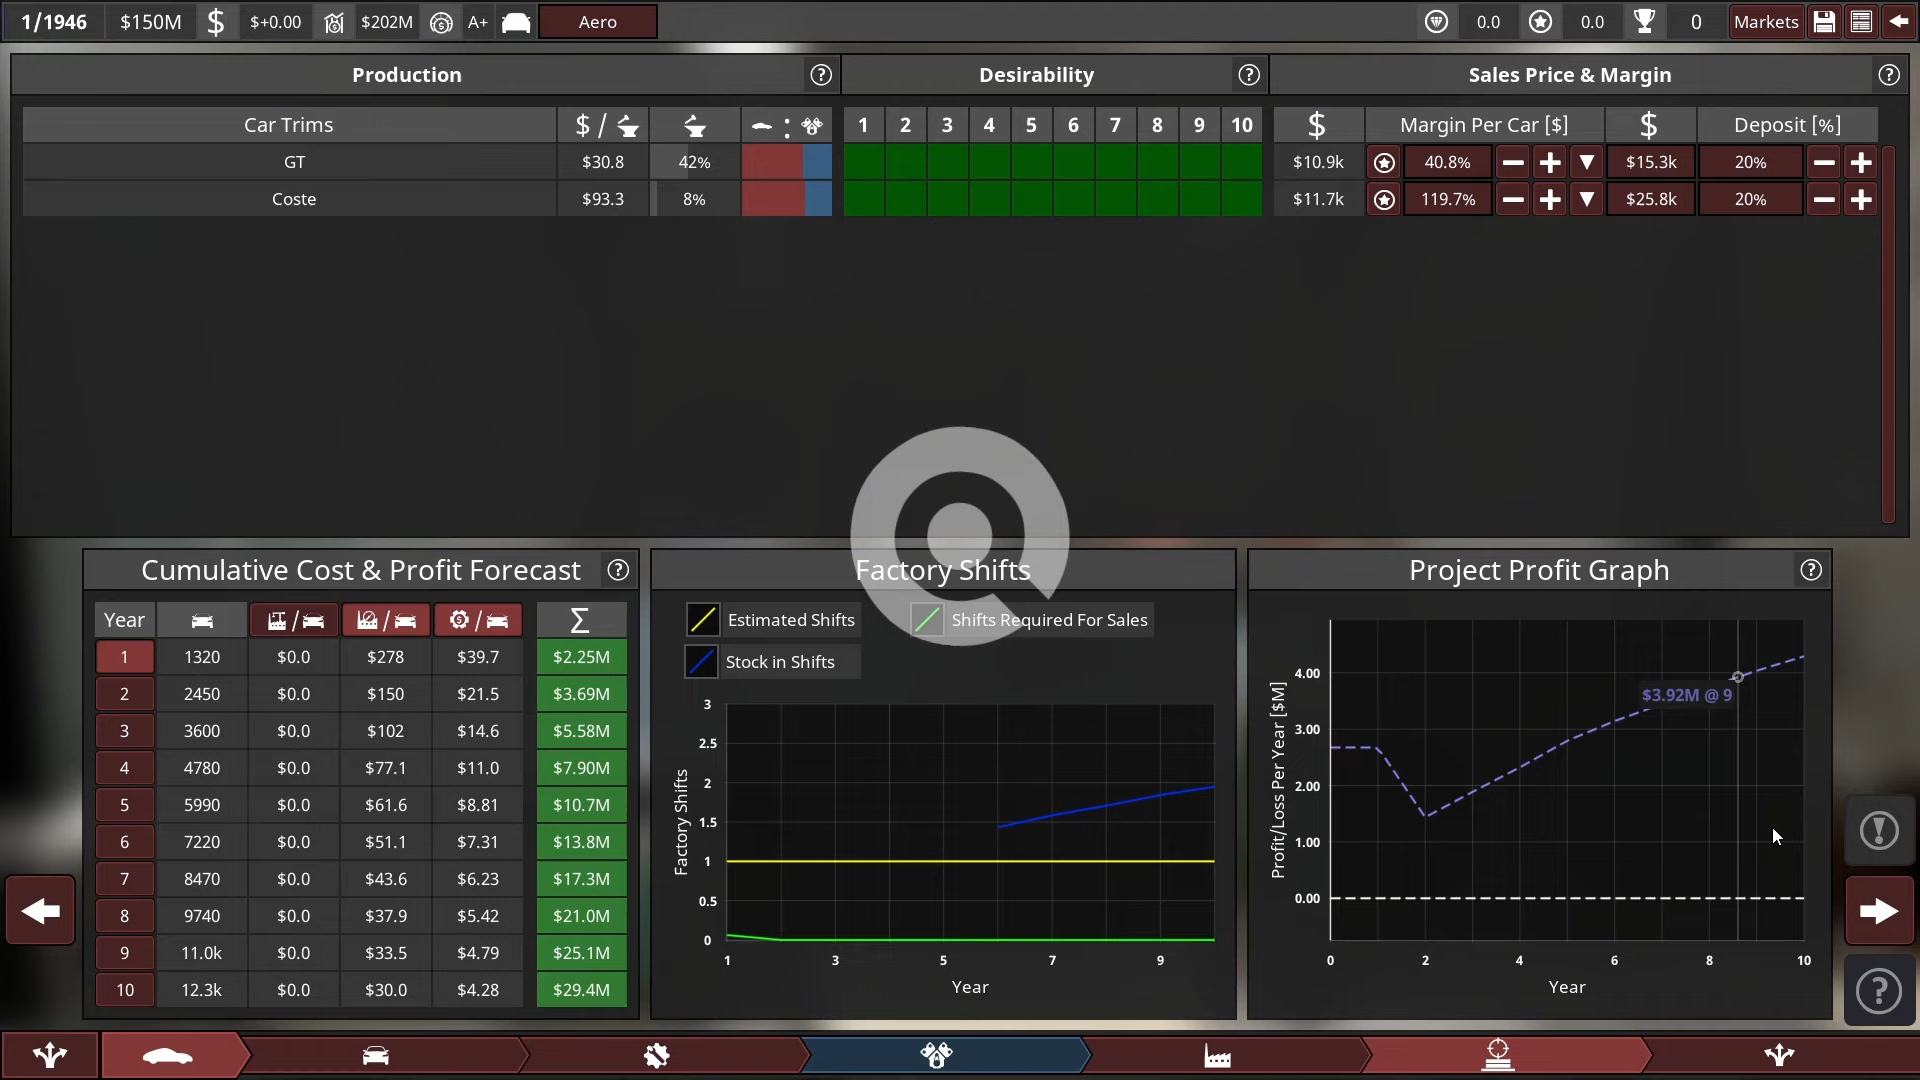 1/1946 $150M $ $+0.00 $202M A+ Aero 0.0 0.0 0 Markets
Production ? Desirability ? Sales Price & Margin ?
Car Trims $ / : 1 2 3 4 5 6 7 8 9 10 $ Margin Per Car [$] $ Deposit [%]
GT $30.8 42% $10.9k 40.8% $15.3k 20%
Coste $93.3 8% $11.7k 119.7% $25.8k 20%
Cumulative Cost & Profit Forecast ?
Year / / / Σ
1 1320 $0.0 $278 $39.7 $2.25M
2 2450 $0.0 $150 $21.5 $3.69M
3 3600 $0.0 $102 $14.6 $5.58M
4 4780 $0.0 $77.1 $11.0 $7.90M
5 5990 $0.0 $61.6 $8.81 $10.7M
6 7220 $0.0 $51.1 $7.31 $13.8M
7 8470 $0.0 $43.6 $6.23 $17.3M
8 9740 $0.0 $37.9 $5.42 $21.0M
9 11.0k $0.0 $33.5 $4.79 $25.1M
10 12.3k $0.0 $30.0 $4.28 $29.4M
Factory Shifts
Estimated Shifts Shifts Required For Sales
Stock in Shifts
Factory Shifts
3
2.5
2
1.5
1
0.5
0
1 3 5 7 9
Year
Project Profit Graph ?
Profit/Loss Per Year [$M]
4.00
$3.92M @ 9
3.00
2.00
1.00
0.00
0 2 4 6 8 10
Year
?